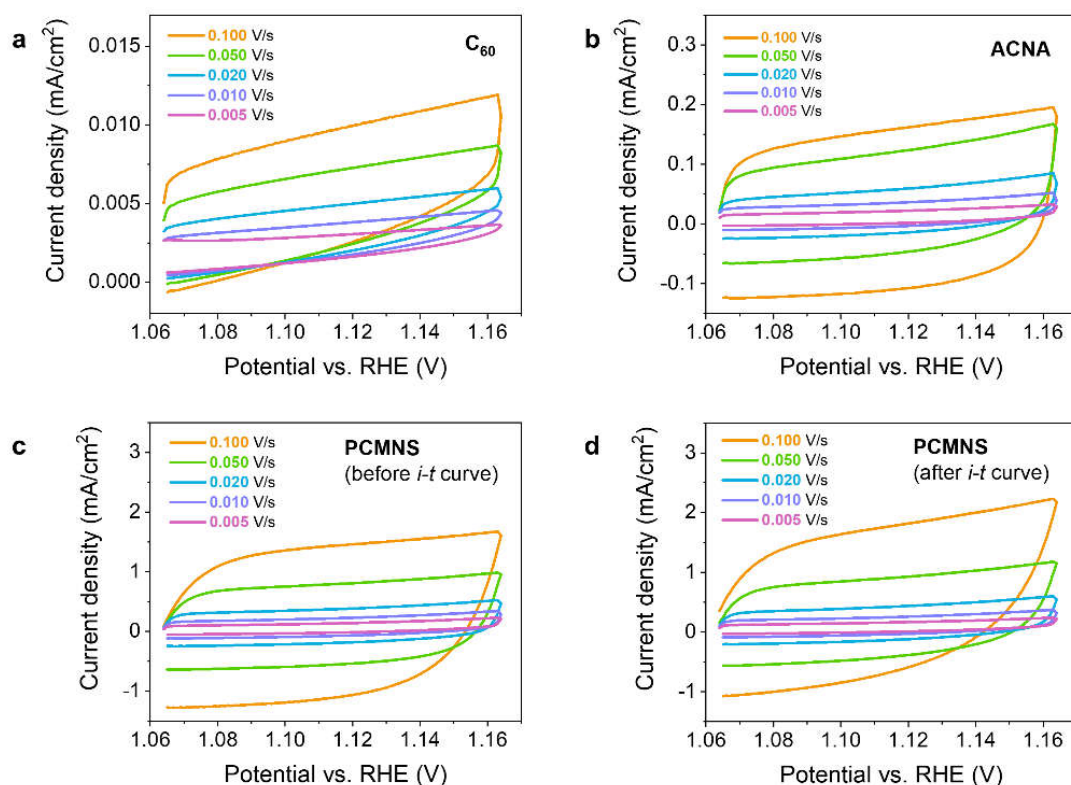 a
C60
0.100 V/s
0.050 V/s
0.020 V/s
0.010 V/s
0.005 V/s
0.015
0.010
0.005
0.000
Current density (mA/cm2)
1.06 1.08 1.10 1.12 1.14 1.16
Potential vs. RHE (V)
b
ACNA
0.100 V/s
0.050 V/s
0.020 V/s
0.010 V/s
0.005 V/s
0.3
0.2
0.1
0.0
-0.1
Current density (mA/cm2)
1.06 1.08 1.10 1.12 1.14 1.16
Potential vs. RHE (V)
c
PCMNS
(before i-t curve)
0.100 V/s
0.050 V/s
0.020 V/s
0.010 V/s
0.005 V/s
3
2
1
0
-1
Current density (mA/cm2)
1.06 1.08 1.10 1.12 1.14 1.16
Potential vs. RHE (V)
d
PCMNS
(after i-t curve)
0.100 V/s
0.050 V/s
0.020 V/s
0.010 V/s
0.005 V/s
3
2
1
0
-1
Current density (mA/cm2)
1.06 1.08 1.10 1.12 1.14 1.16
Potential vs. RHE (V)